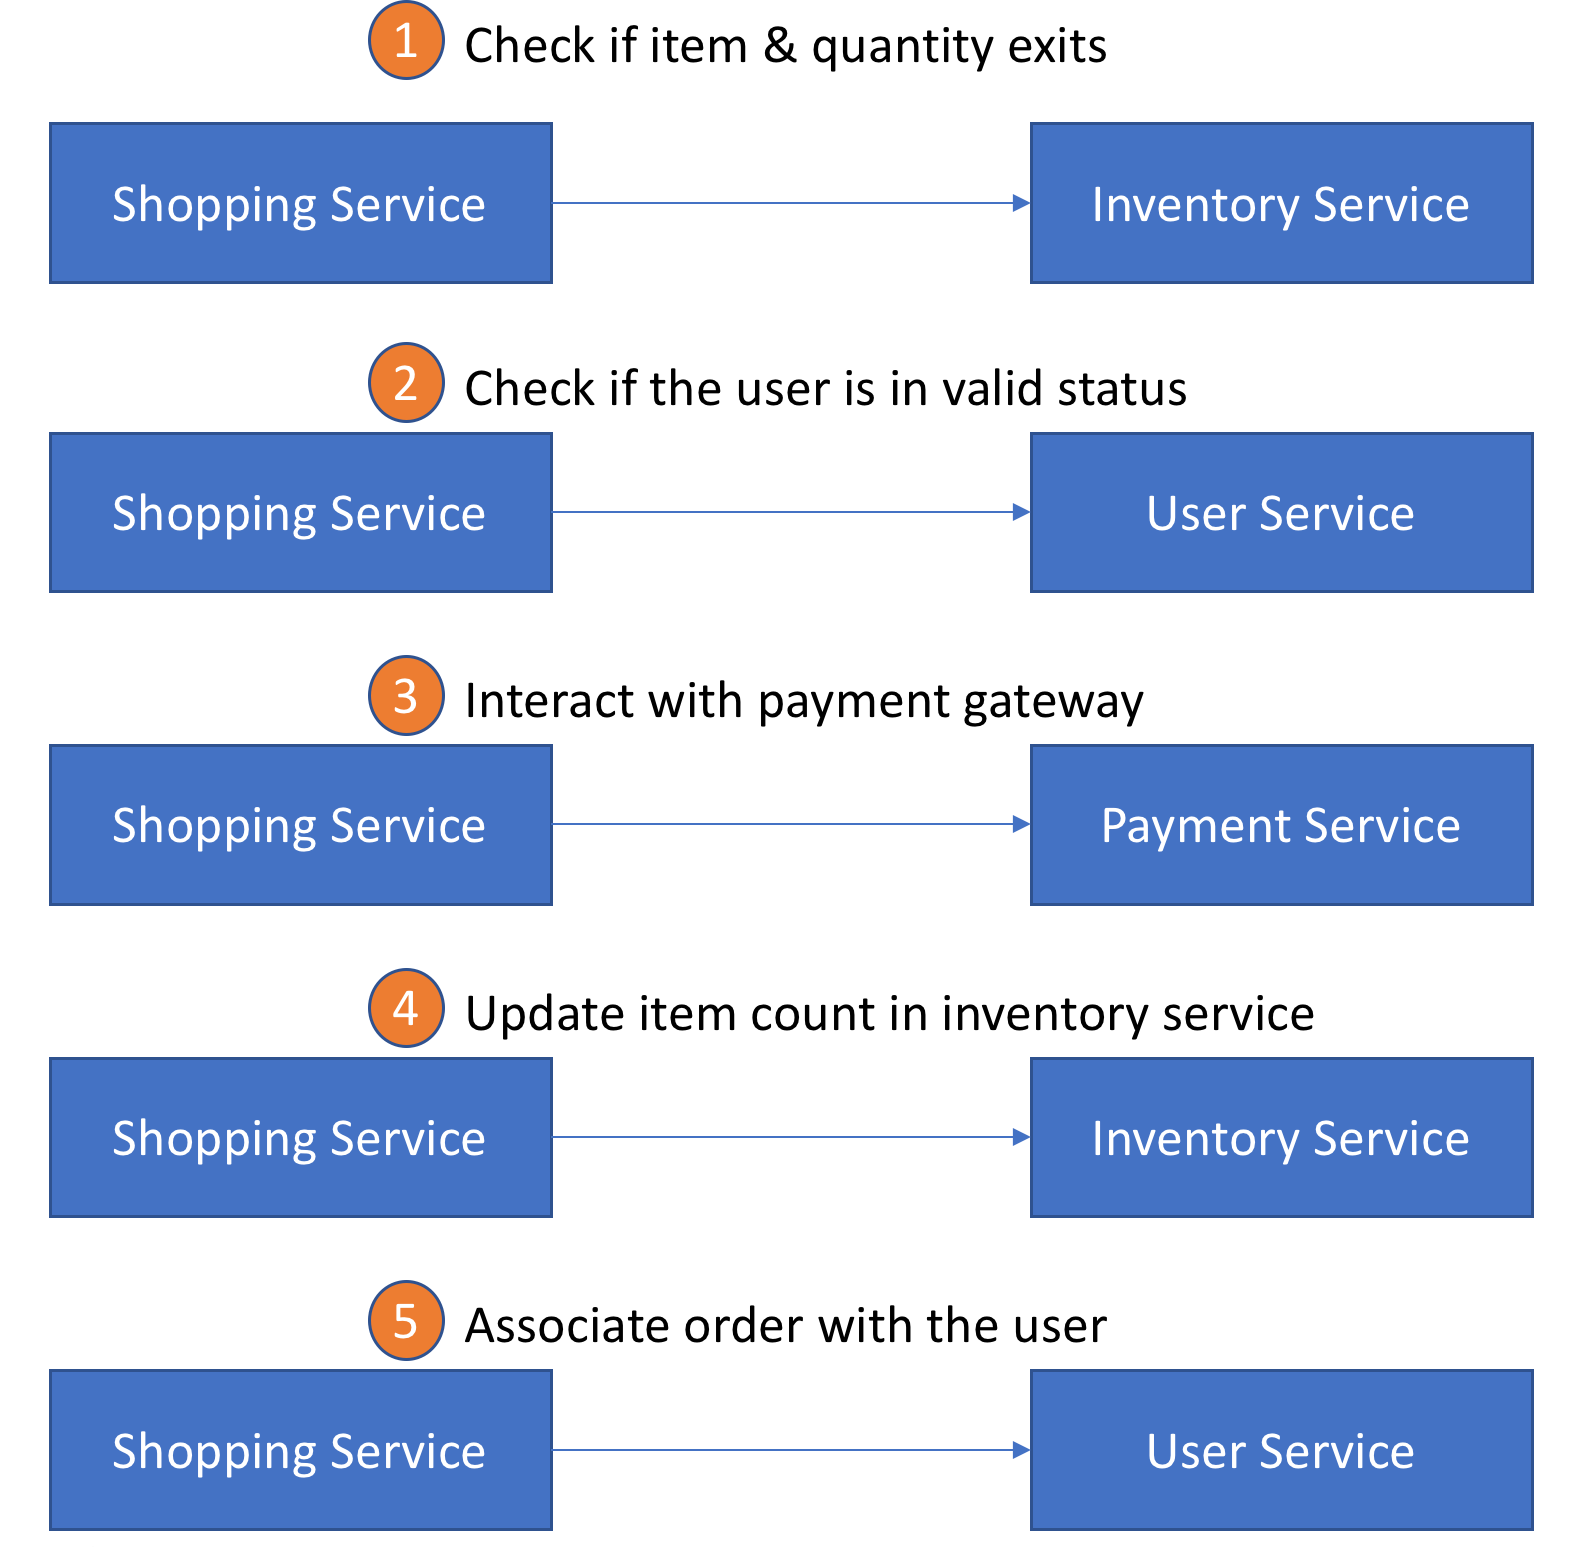 1 Check if item & quantity exits
Shopping Service
Inventory Service
2 Check if the user is in valid status
Shopping Service
User Service
3 Interact with payment gateway
Shopping Service
Payment Service
4 Update item count in inventory service
Shopping Service
Inventory Service
5 Associate order with the user
Shopping Service
User Service